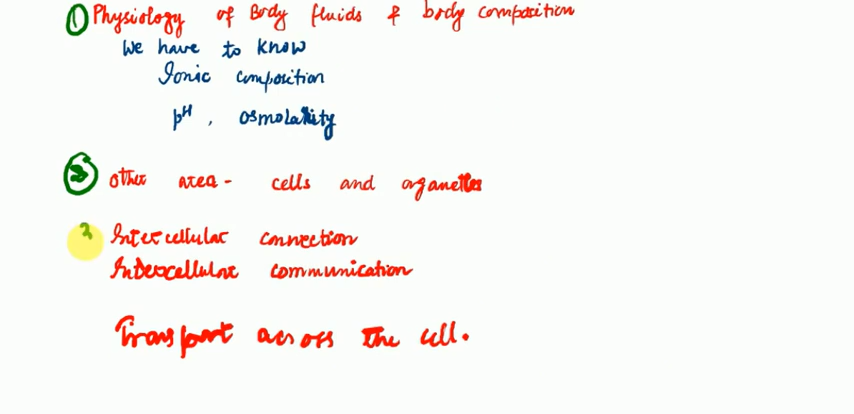 ① Physiology of Body fluids & body composition
We have to know
Ionic composition
pH, osmolality
② Other area - cells and organelles
Intercellular connection
Intercellular communication
Transport across the cell.